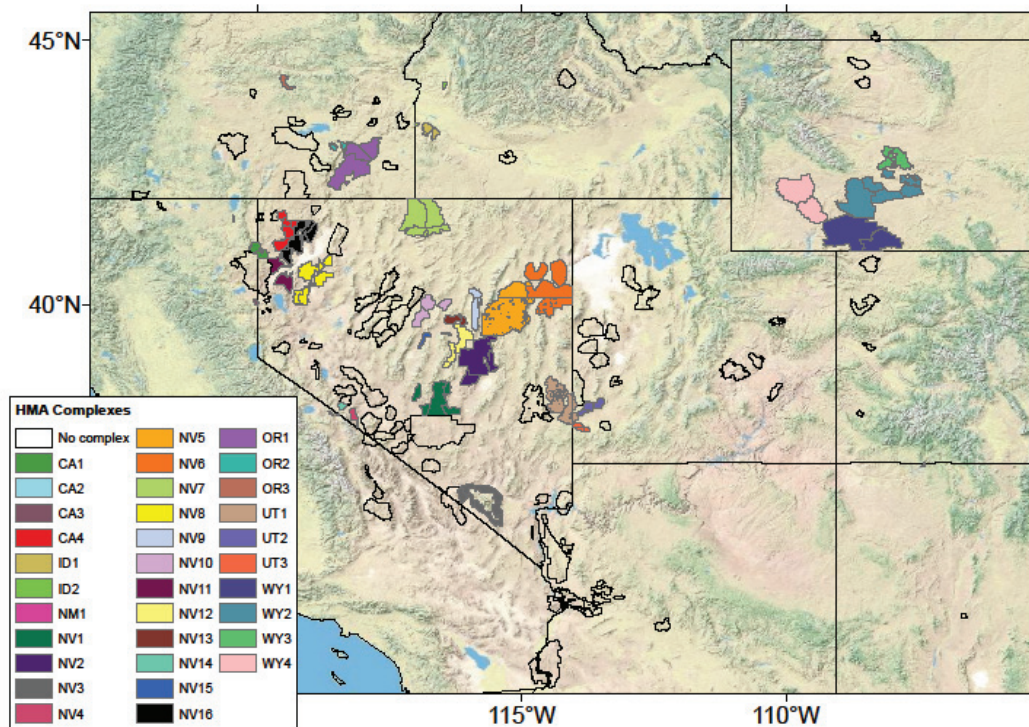 45°N
40°N
HMA Complexes
No complex NV5 OR1
CA1 NV6 OR2
CA2 NV7 OR3
CA3 NV8 UT1
CA4 NV9 UT2
ID1 NV10 UT3
ID2 NV11 WY1
NM1 NV12 WY2
NV1 NV13 WY3
NV2 NV14 WY4
NV3 NV15
NV4 NV16
115°W 110°W